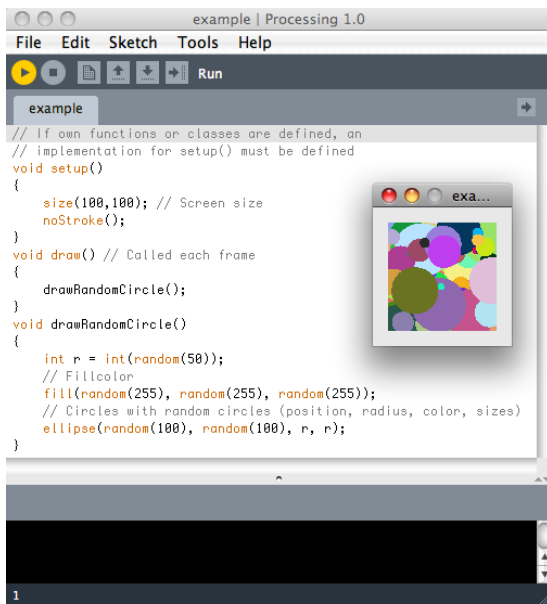 example | Processing 1.0
File Edit Sketch Tools Help
Run
example
// If own functions or classes are defined, an
// implementation for setup() must be defined
void setup()
{
    size(100,100); // Screen size
    noStroke();
}
void draw() // Called each frame
{
    drawRandomCircle();
}
void drawRandomCircle()
{
    int r = int(random(50));
    // Fillcolor
    fill(random(255), random(255), random(255));
    // Circles with random circles (position, radius, color, sizes)
    ellipse(random(100), random(100), r, r);
}
exa...
1